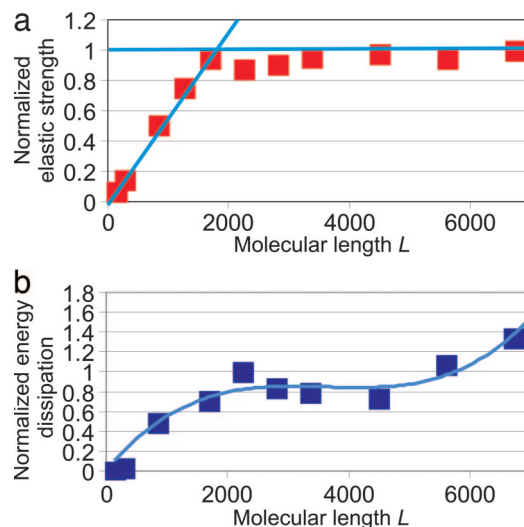 a
Normalized
elastic strength
1.2
1
0.8
0.6
0.4
0.2
0
0 2000 4000 6000
Molecular length L
b
Normalized energy
dissipation
1.8
1.6
1.4
1.2
1
0.8
0.6
0.4
0.2
0
0 2000 4000 6000
Molecular length L